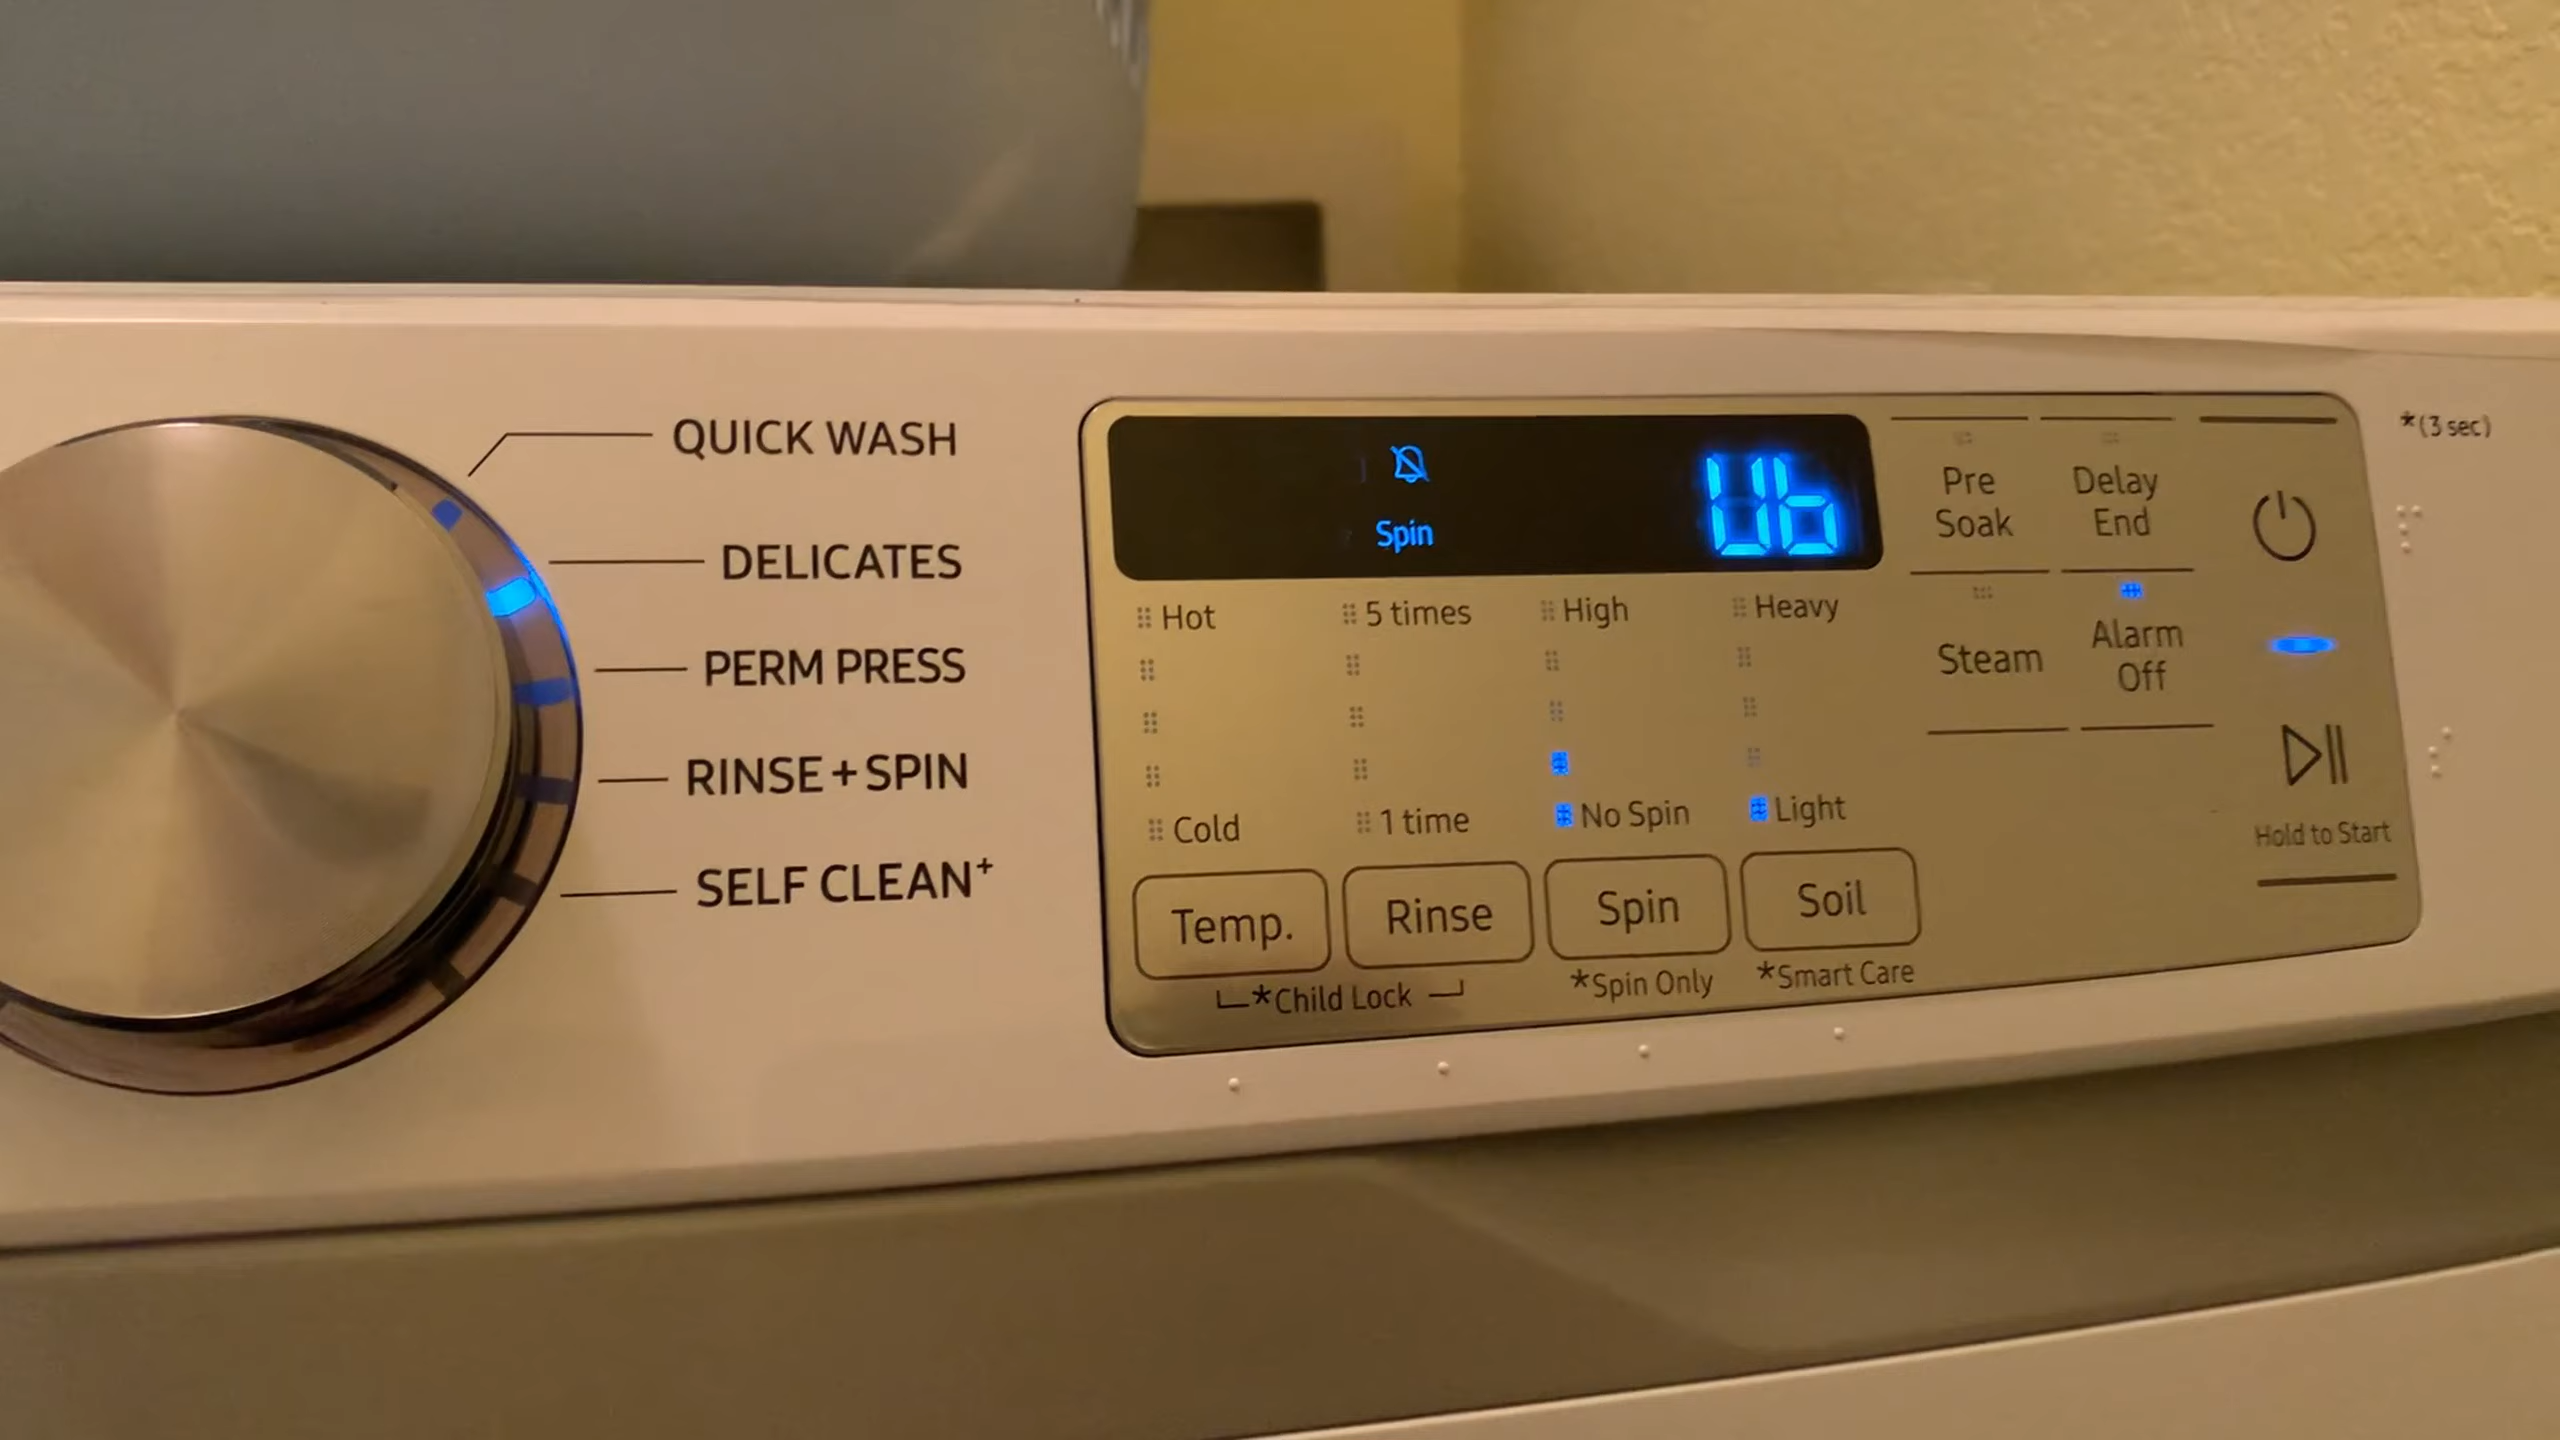 QUICK WASH
DELICATES
PERM PRESS
RINSE + SPIN
SELF CLEAN+
Spin
Ub
Hot
5 times
High
Heavy
Cold
1 time
No Spin
Light
Temp.
Rinse
Spin
Soil
*Child Lock
*Spin Only
*Smart Care
Pre
Soak
Delay
End
Steam
Alarm
Off
Hold to Start
*(3 sec)